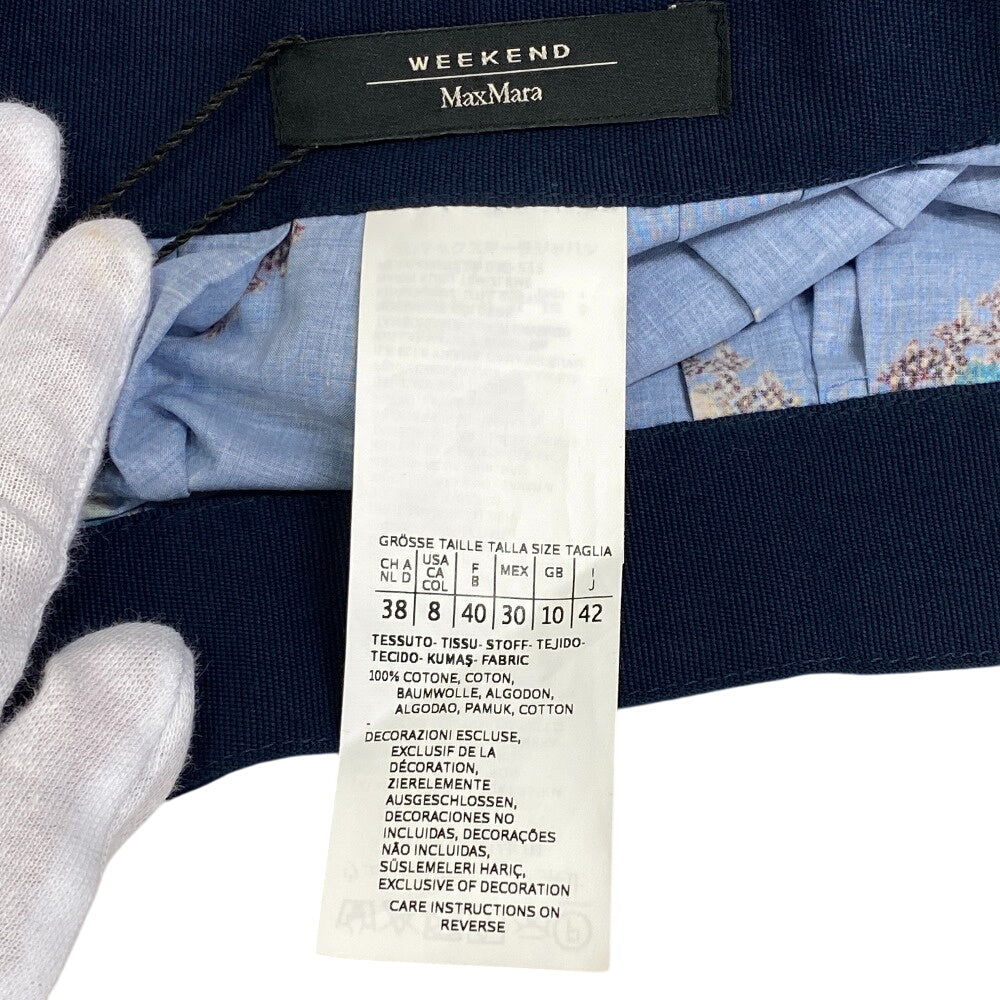 WEEKEND
MaxMara
GRÖSSE TAILLE TALLA SIZE TAGLIA
CH A NL D | USA CA COL | F B | MEX | GB | I J
38 | 8 | 40 | 30 | 10 | 42
TESSUTO- TISSU- STOFF- TEJIDO-
TECIDO- KUMAŞ- FABRIC
100% COTONE, COTON,
BAUMWOLLE, ALGODON,
ALGODAO, PAMUK, COTTON
-
DECORAZIONI ESCLUSE,
EXCLUSIF DE LA
DÉCORATION,
ZIERELEMENTE
AUSGESCHLOSSEN,
DECORACIONES NO
INCLUIDAS, DECORAÇÕES
NÃO INCLUIDAS,
SÜSLEMELERI HARIÇ,
EXCLUSIVE OF DECORATION
CARE INSTRUCTIONS ON
REVERSE